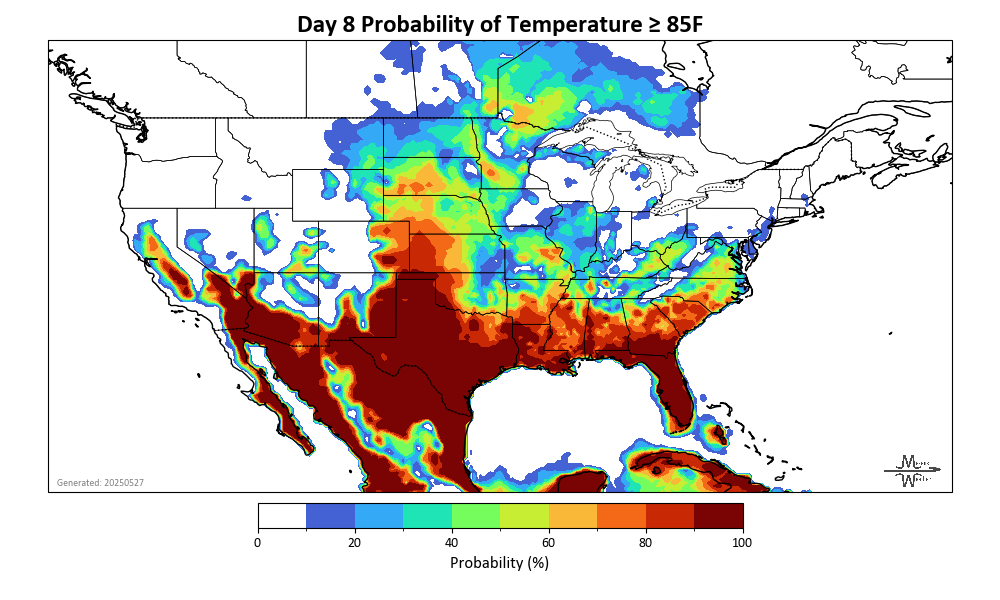 Day 8 Probability of Temperature ≥ 85F
Generated: 20250527
0 20 40 60 80 100
Probability (%)